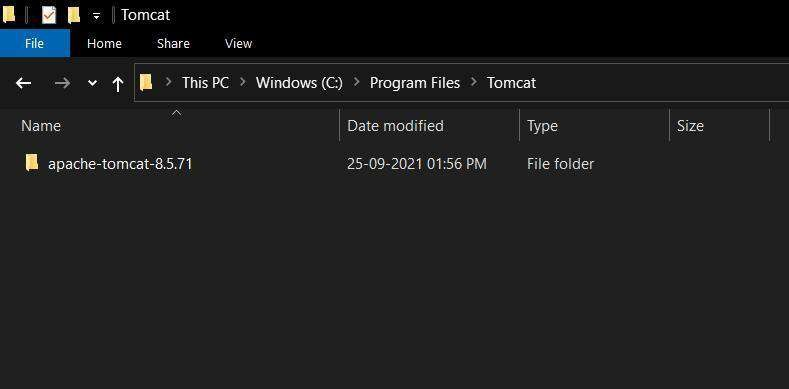 Tomcat
File Home Share View
This PC Windows (C:) Program Files Tomcat
Name Date modified Type Size
apache-tomcat-8.5.71 25-09-2021 01:56 PM File folder